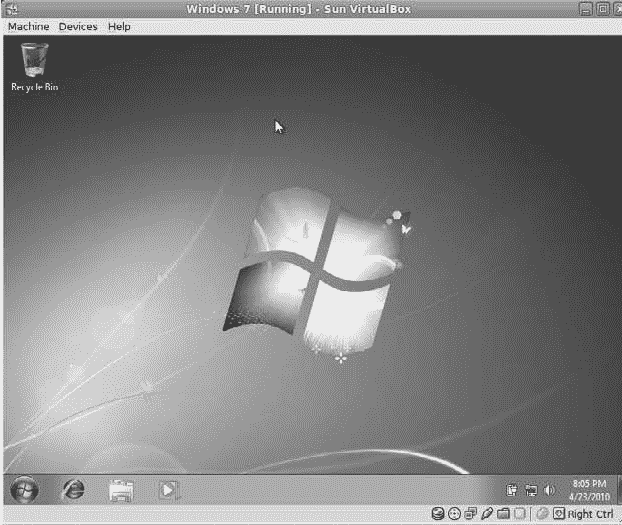 Windows 7 [Running] - Sun VirtualBox
Machine Devices Help
Recycle Bin
8:05 PM
4/23/2010
Right Ctrl